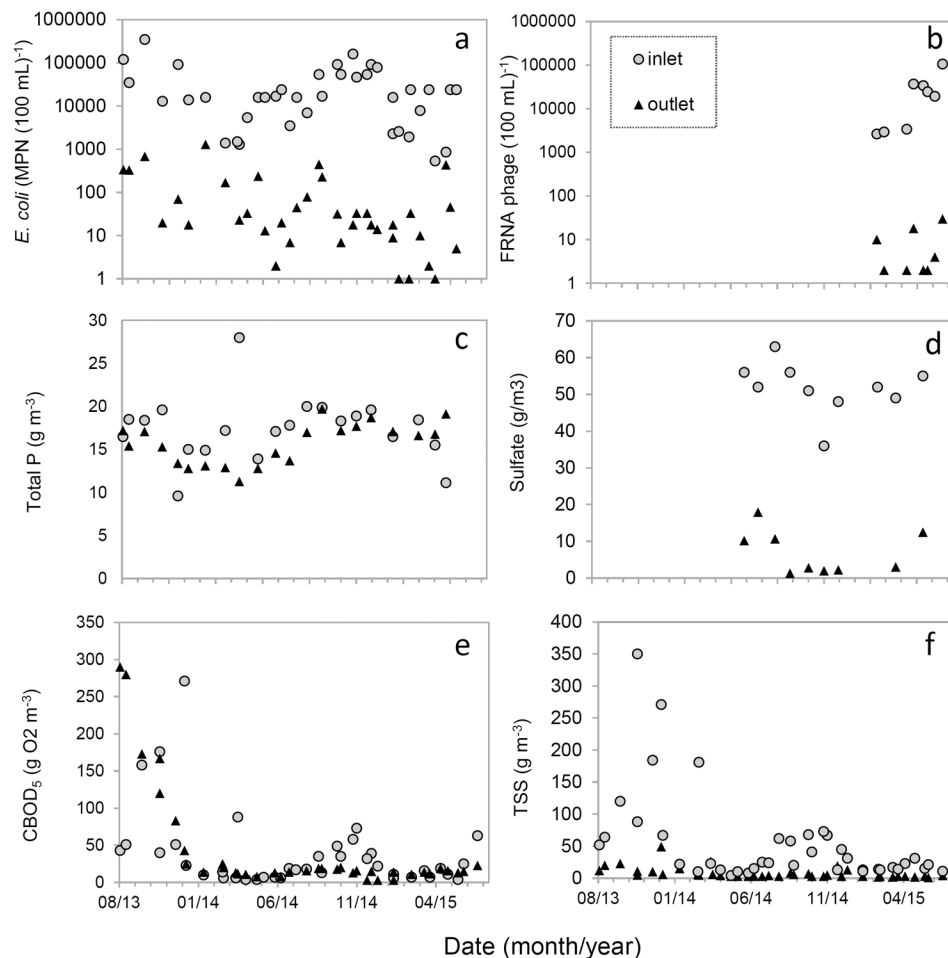 a
E. coli (MPN (100 mL)-1
1000000
100000
10000
1000
100
10
1
b
inlet
outlet
FRNA phage (100 mL)-1
1000000
100000
10000
1000
100
10
1
c
Total P (g m-3)
30
25
20
15
10
5
0
d
Sulfate (g/m3)
70
60
50
40
30
20
10
0
e
CBOD5 (g O2 m-3)
350
300
250
200
150
100
50
0
08/13 01/14 06/14 11/14 04/15
f
TSS (g m-3)
400
350
300
250
200
150
100
50
0
08/13 01/14 06/14 11/14 04/15
Date (month/year)